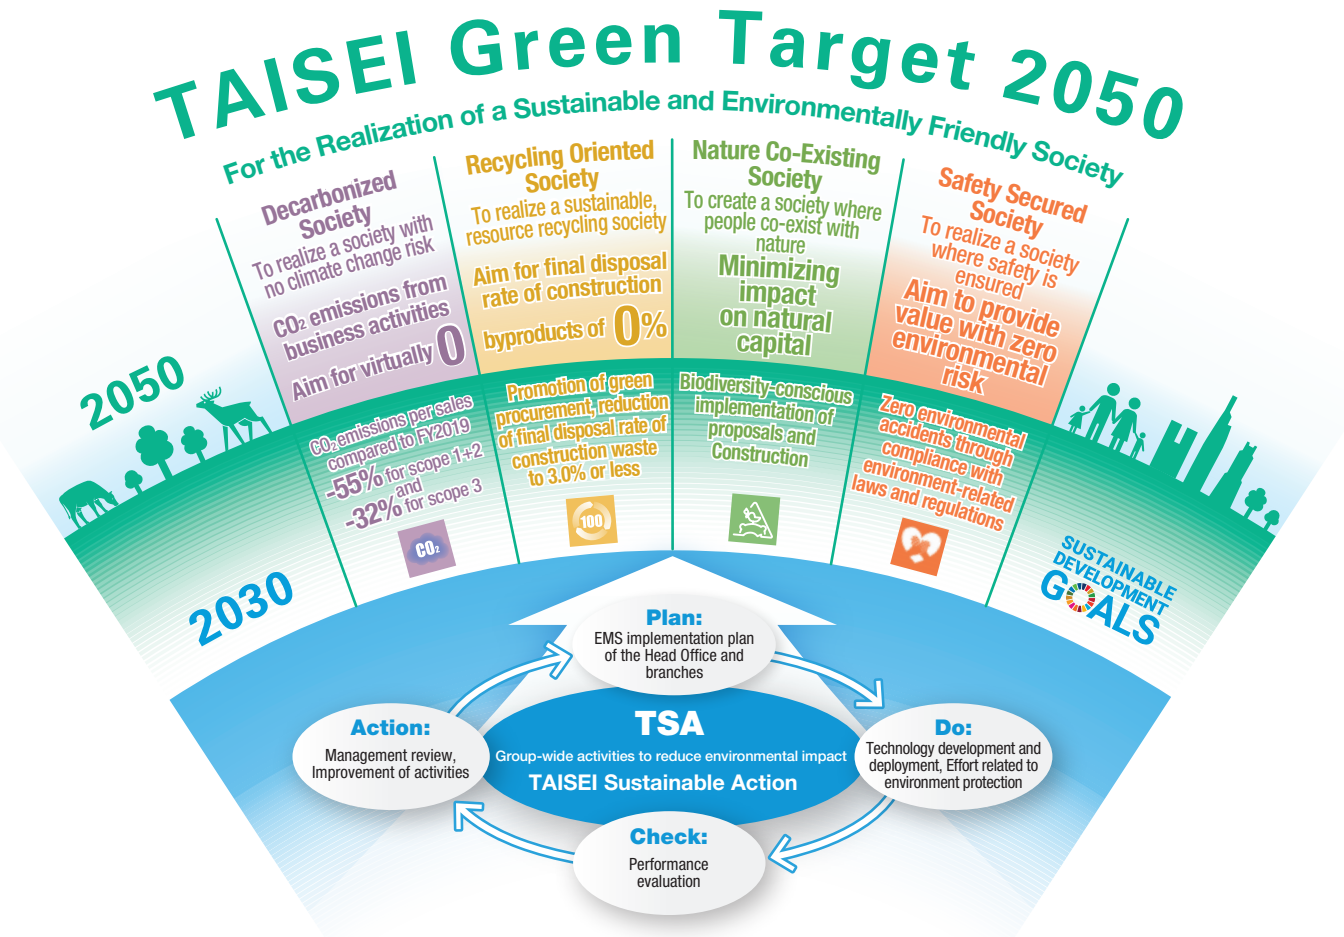 TAISEI Green Target 2050
For the Realization of a Sustainable and Environmentally Friendly Society
2050
Decarbonized
Society
To realize a society with
no climate change risk
CO₂ emissions from
business activities
Aim for virtually 0
Recycling Oriented
Society
To realize a sustainable,
resource recycling society
Aim for final disposal
rate of construction
byproducts of 0%
Nature Co-Existing
Society
To create a society where
people co-exist with
nature
Minimizing
impact
on natural
capital
Safety Secured
Society
To realize a society
where safety is
ensured
Aim to provide
value with zero
environmental
risk
2030
CO₂ emissions per sales
compared to FY2019
-55% for scope 1+2
and
-32% for scope 3
CO₂
Promotion of green
procurement, reduction
of final disposal rate of
construction waste
to 3.0% or less
100
Biodiversity-conscious
implementation of
proposals and
Construction
Zero environmental
accidents through
compliance with
environment-related
laws and regulations
SUSTAINABLE
DEVELOPMENT
GOALS
Plan:
EMS implementation plan
of the Head Office and
branches
Action:
Management review,
Improvement of activities
TSA
Group-wide activities to reduce environmental impact
TAISEI Sustainable Action
Do:
Technology development and
deployment, Effort related to
environment protection
Check:
Performance
evaluation